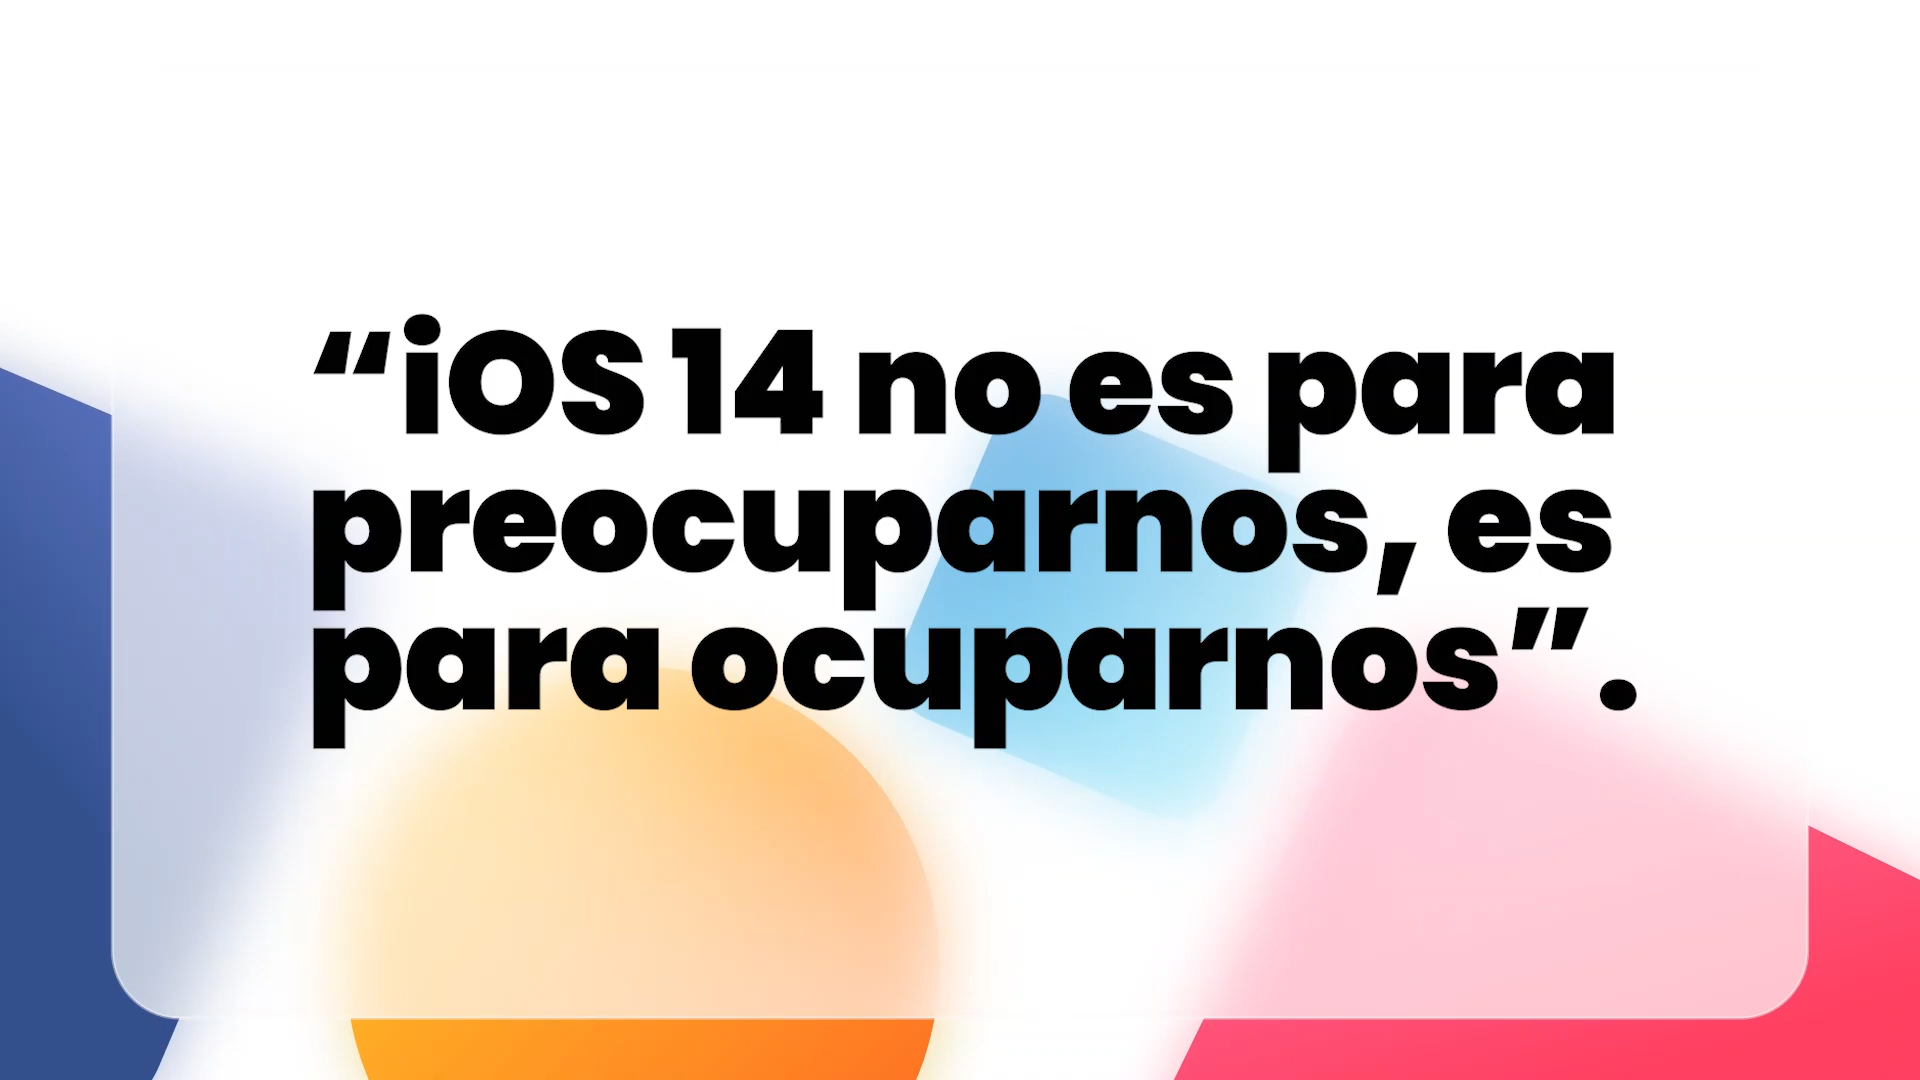 “iOS 14 no es para
preocuparnos, es
para ocuparnos”.